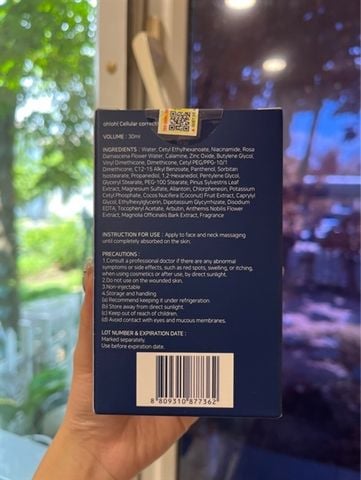 ohioh! Cellular correct
VOLUME : 30ml
INGREDIENTS : Water, Cetyl Ethylhexanoate, Niacinamide, Rosa
Damascena Flower Water, Calamine, Zinc Oxide, Butylene Glycol,
Vinyl Dimethicone, Dimethicone, Cetyl PEG/PPG-10/1
Dimethicone, C12-15 Alkyl Benzoate, Panthenol, Sorbitan
Isostearate, Propanediol, 1,2-Hexanediol, Pentylene Glycol,
Glyceryl Stearate, PEG-100 Stearate, Pinus Sylvestris Leaf
Extract, Magnesium Sulfate, Allantoin, Chlorphenesin, Potassium
Cetyl Phosphate, Cocos Nucifera (Coconut) Fruit Extract, Caprylyl
Glycol, Ethylhexylglycerin, Dipotassium Glycyrrhizate, Disodium
EDTA, Tocopheryl Acetate, Arbutin, Anthemis Nobilis Flower
Extract, Magnolia Officinalis Bark Extract, Fragrance
INSTRUCTION FOR USE : Apply to face and neck massaging
until completely absorbed on the skin.
PRECAUTIONS :
1.Consult a professional doctor if there are any abnormal
symptoms or side effects, such as red spots, swelling, or itching,
when using cosmetics or after use, by direct sunlight.
2.Do not use on the wounded skin.
3.Non-injectable
4.Storage and handling
(a) Recommend keeping it under refrigeration.
(b) Store away from direct sunlight.
(c) Keep out of reach of children.
(d) Avoid contact with eyes and mucous membranes.
LOT NUMBER & EXPIRATION DATE :
Marked separately.
Use before expiration date.
8 809310 877362